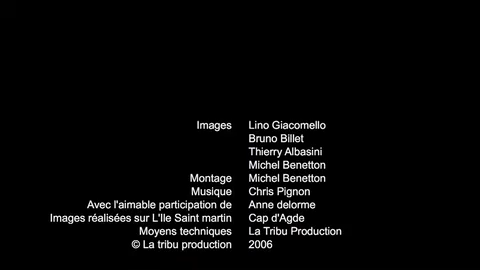 Images Lino Giacomello
Bruno Billet
Thierry Albasini
Michel Benetton
Montage Michel Benetton
Musique Chris Pignon
Avec l'aimable participation de Anne delorme
Images réalisées sur L'Ile Saint martin Cap d'Agde
Moyens techniques La Tribu Production
© La tribu production 2006